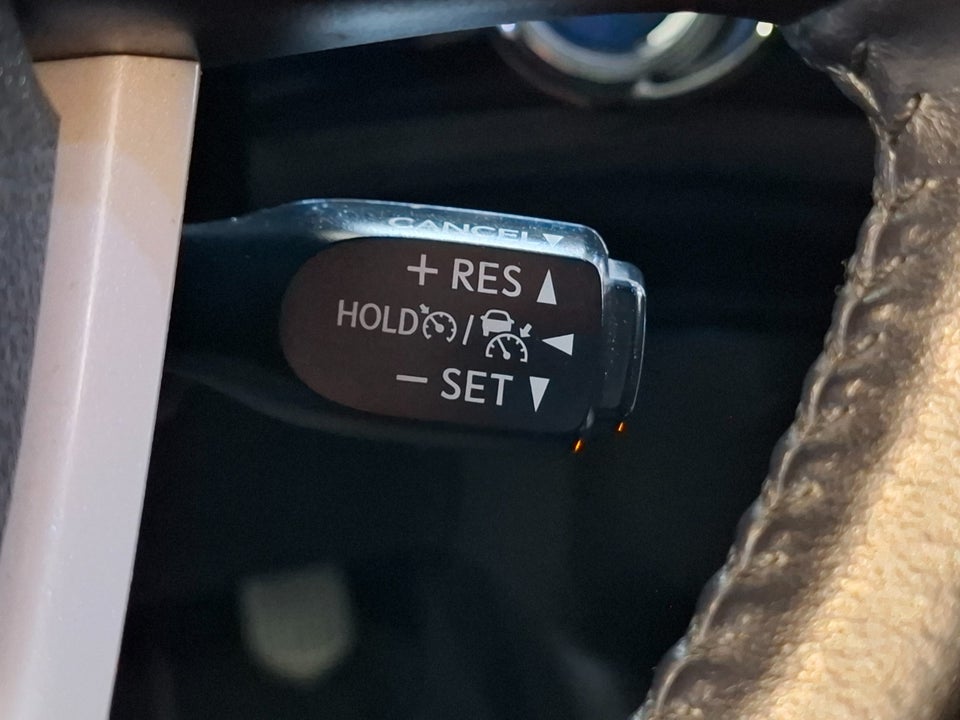 CANCEL▼
+ RES ▲
HOLD / ◀
− SET ▼